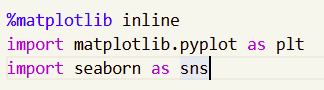 %matplotlib inline
import matplotlib.pyplot as plt
import seaborn as sns